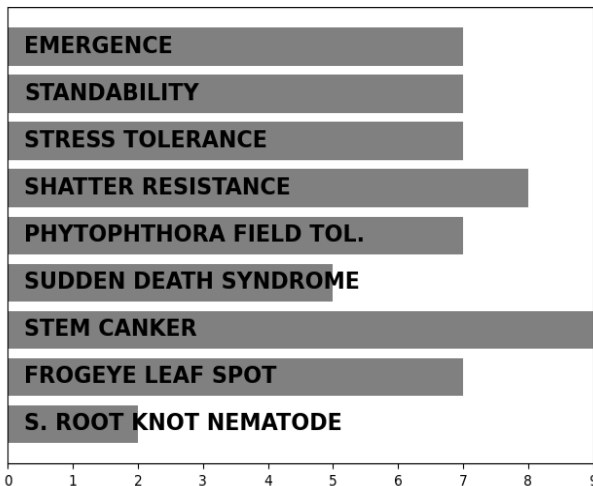 EMERGENCE
STANDABILITY
STRESS TOLERANCE
SHATTER RESISTANCE
PHYTOPHTHORA FIELD TOL.
SUDDEN DEATH SYNDROME
STEM CANKER
FROGEYE LEAF SPOT
S. ROOT KNOT NEMATODE
0 1 2 3 4 5 6 7 8 9